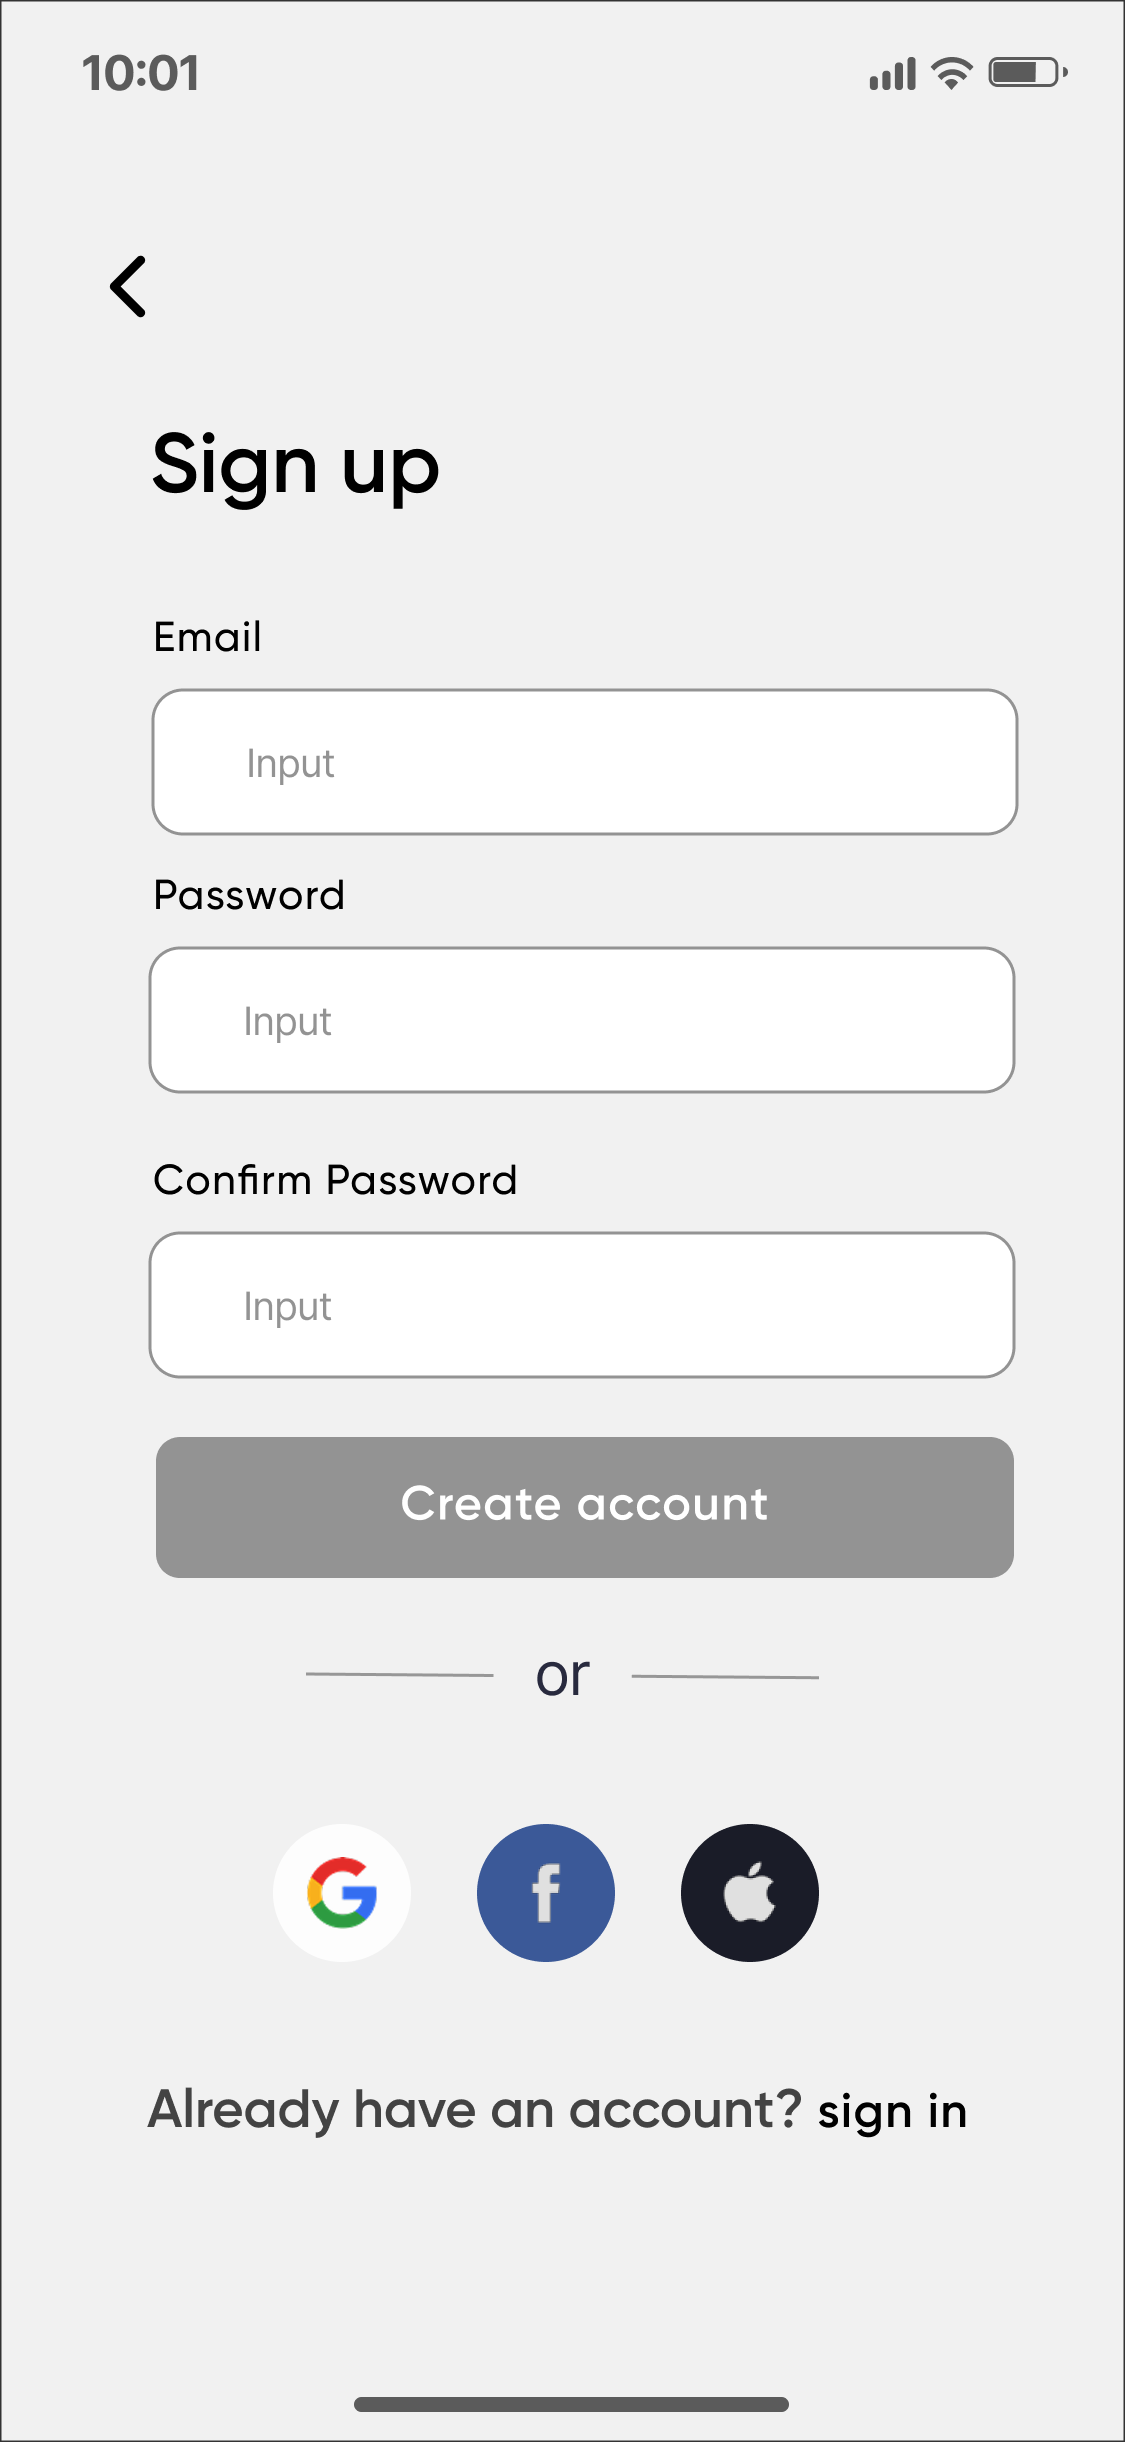 10:01
Sign up
Email
Input
Password
Input
Confirm Password
Input
Create account
or
Already have an account? sign in